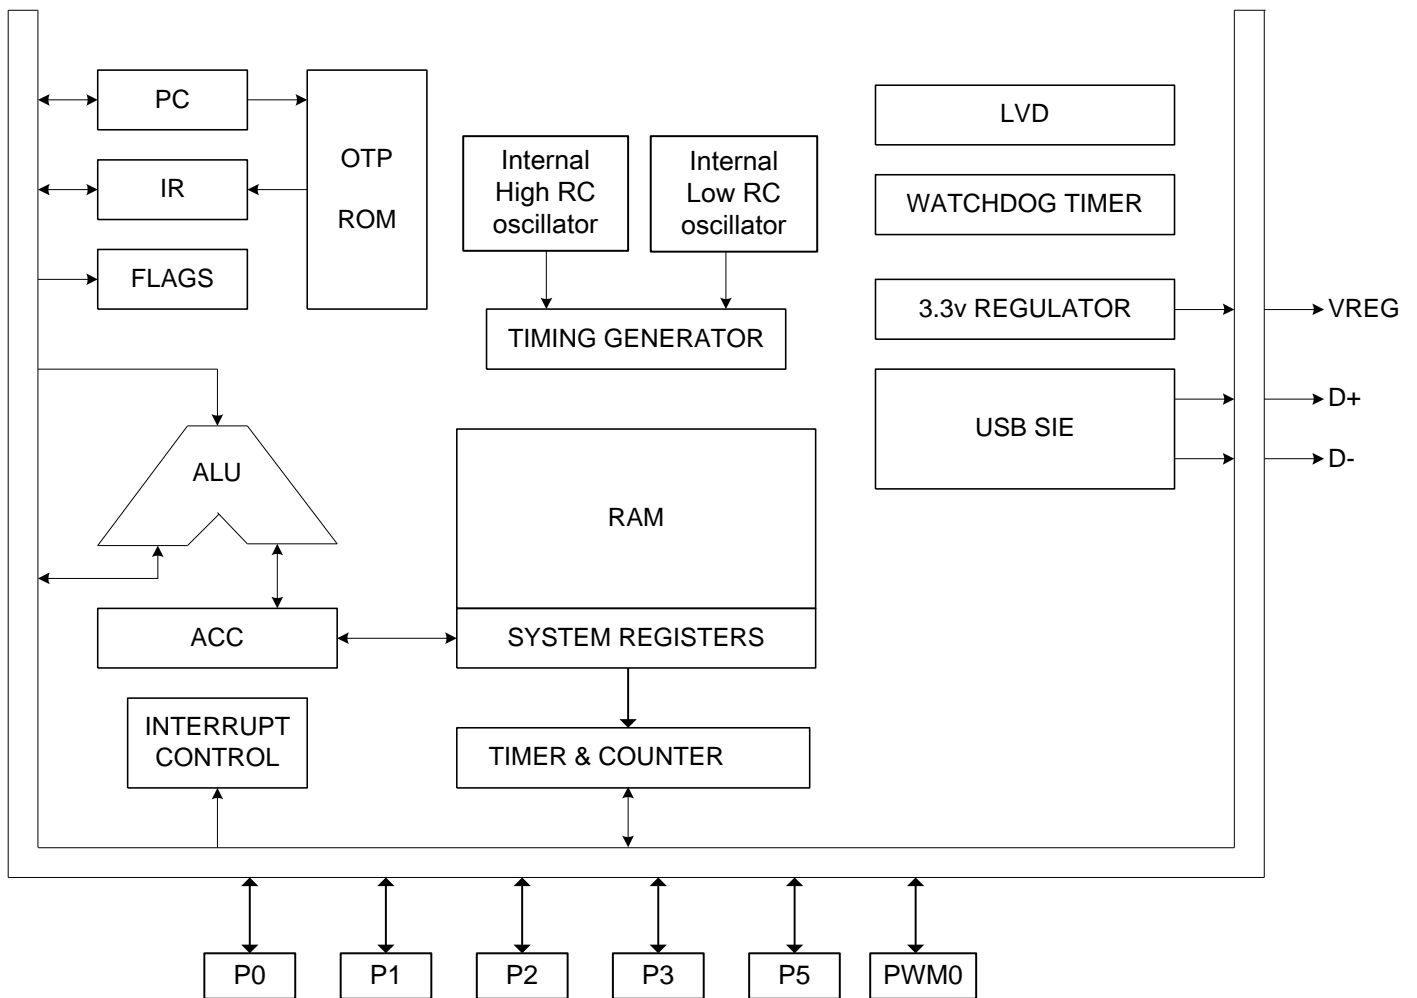 PC
IR
FLAGS
OTP
ROM
Internal
High RC
oscillator
Internal
Low RC
oscillator
TIMING GENERATOR
LVD
WATCHDOG TIMER
3.3v REGULATOR
USB SIE
VREG
D+
D-
ALU
RAM
ACC
SYSTEM REGISTERS
INTERRUPT
CONTROL
TIMER & COUNTER
P0
P1
P2
P3
P5
PWM0